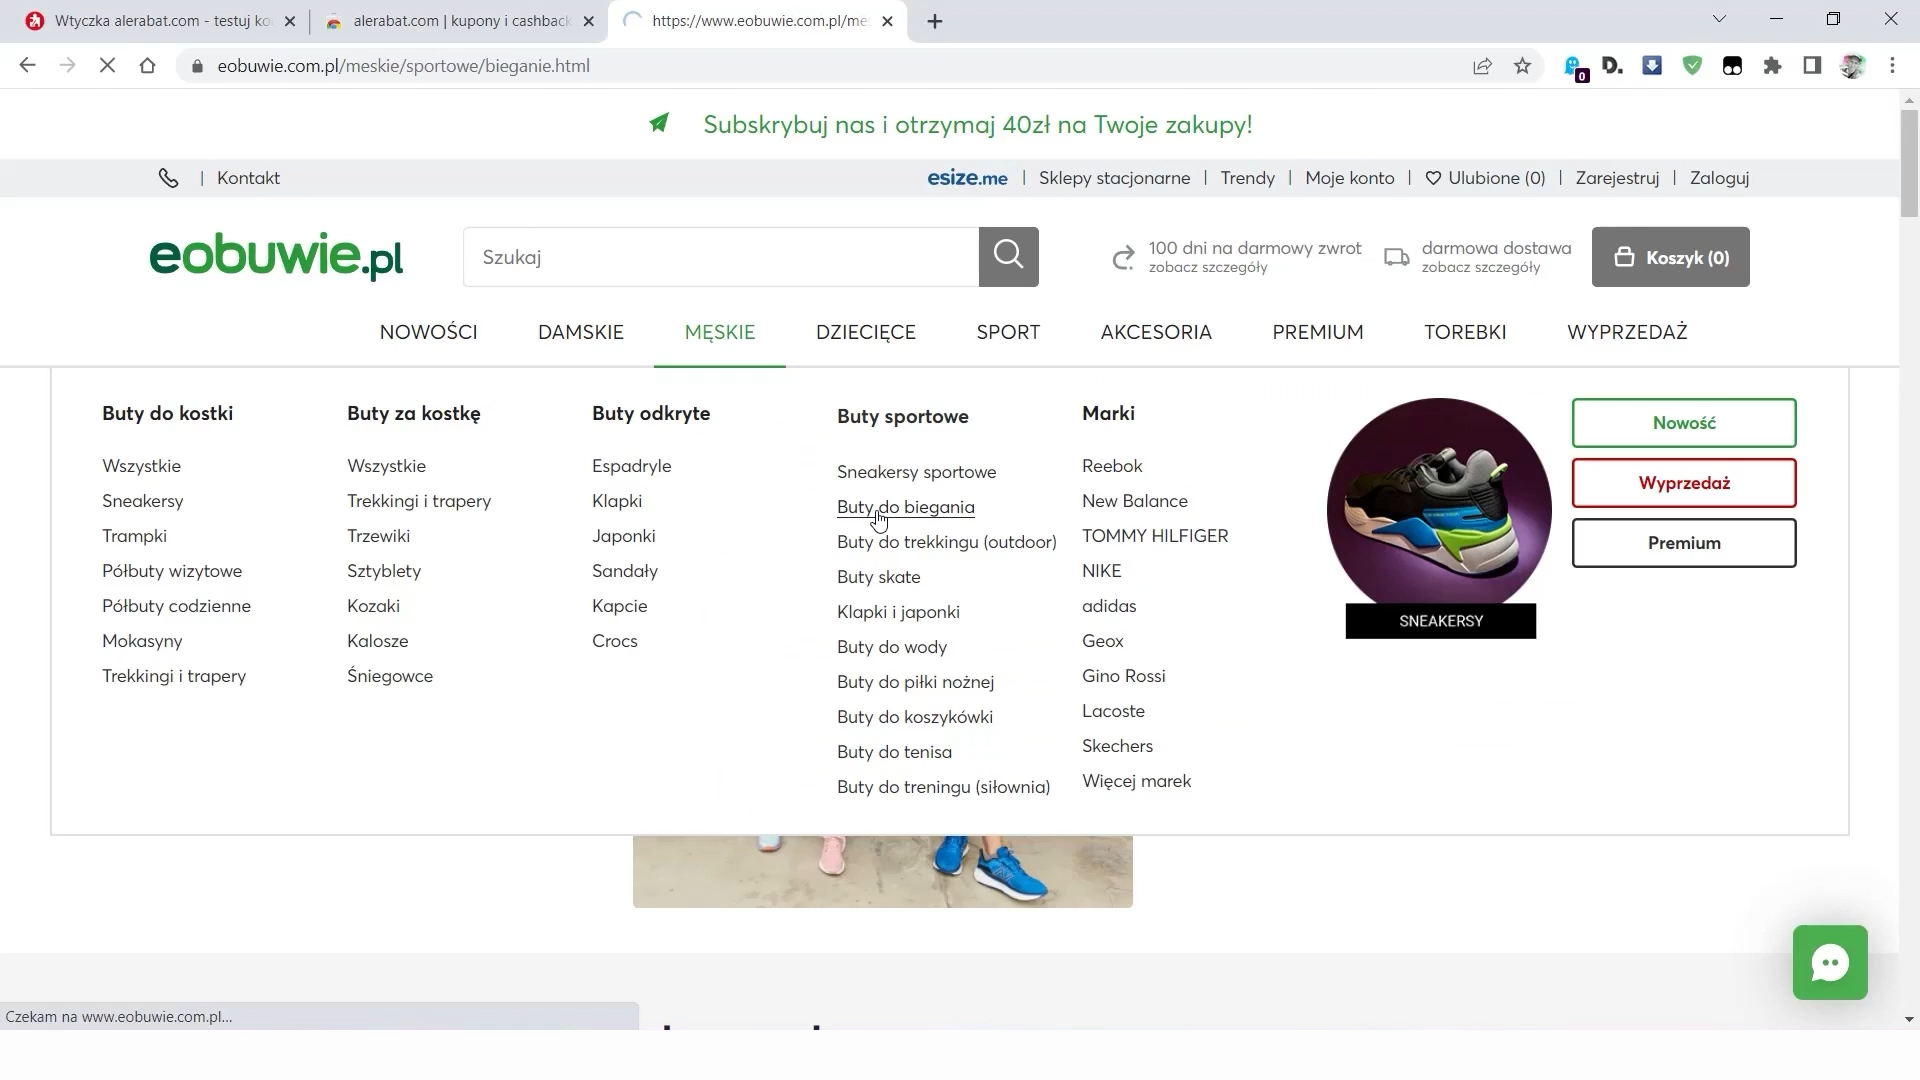 Wtyczka alerabat.com - testuj ko
alerabat.com | kupony i cashback
https://www.eobuwie.com.pl/me
eobuwie.com.pl/meskie/sportowe/bieganie.html
0
D.
Subskrybuj nas i otrzymaj 40zł na Twoje zakupy!
| Kontakt
esize.me | Sklepy stacjonarne | Trendy | Moje konto | Ulubione (0) | Zarejestruj | Zaloguj
eobuwie.pl
Szukaj
100 dni na darmowy zwrot
zobacz szczegóły
darmowa dostawa
zobacz szczegóły
Koszyk (0)
NOWOŚCI DAMSKIE MĘSKIE DZIECIĘCE SPORT AKCESORIA PREMIUM TOREBKI WYPRZEDAŻ
Buty do kostki
Wszystkie
Sneakersy
Trampki
Półbuty wizytowe
Półbuty codzienne
Mokasyny
Trekkingi i trapery
Buty za kostkę
Wszystkie
Trekkingi i trapery
Trzewiki
Sztyblety
Kozaki
Kalosze
Śniegowce
Buty odkryte
Espadryle
Klapki
Japonki
Sandały
Kapcie
Crocs
Buty sportowe
Sneakersy sportowe
Buty do biegania
Buty do trekkingu (outdoor)
Buty skate
Klapki i japonki
Buty do wody
Buty do piłki nożnej
Buty do koszykówki
Buty do tenisa
Buty do treningu (siłownia)
Marki
Reebok
New Balance
TOMMY HILFIGER
NIKE
adidas
Geox
Gino Rossi
Lacoste
Skechers
Więcej marek
SNEAKERSY
Nowość
Wyprzedaż
Premium
Czekam na www.eobuwie.com.pl...